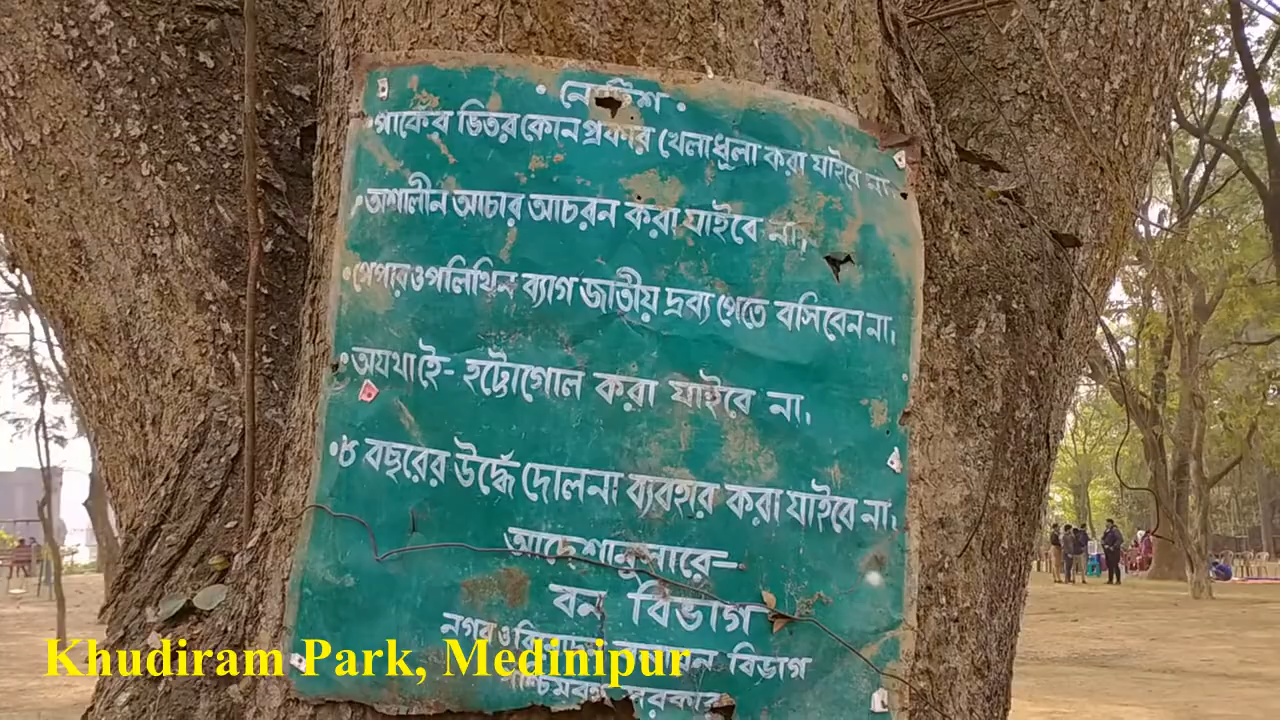 • নোটিশ •
• পার্কের ভিতর কোন প্রকার খেলাধূলা করা যাইবে না।
• অশালীন আচার আচরন করা যাইবে না।
• পেপার ও পলিথিন ব্যাগ জাতীয় দ্রব্য পেতে বসিবেন না।
• অযথা হৈ- হট্টোগোল করা যাইবে না।
• ৮ বছরের উর্দ্ধে দোলনা ব্যবহার করা যাইবে না।
আদেশানুসারে-
বন বিভাগ
নগর ও বিভাগ
পশ্চিমবঙ্গ সরকার
Khudiram Park, Medinipur